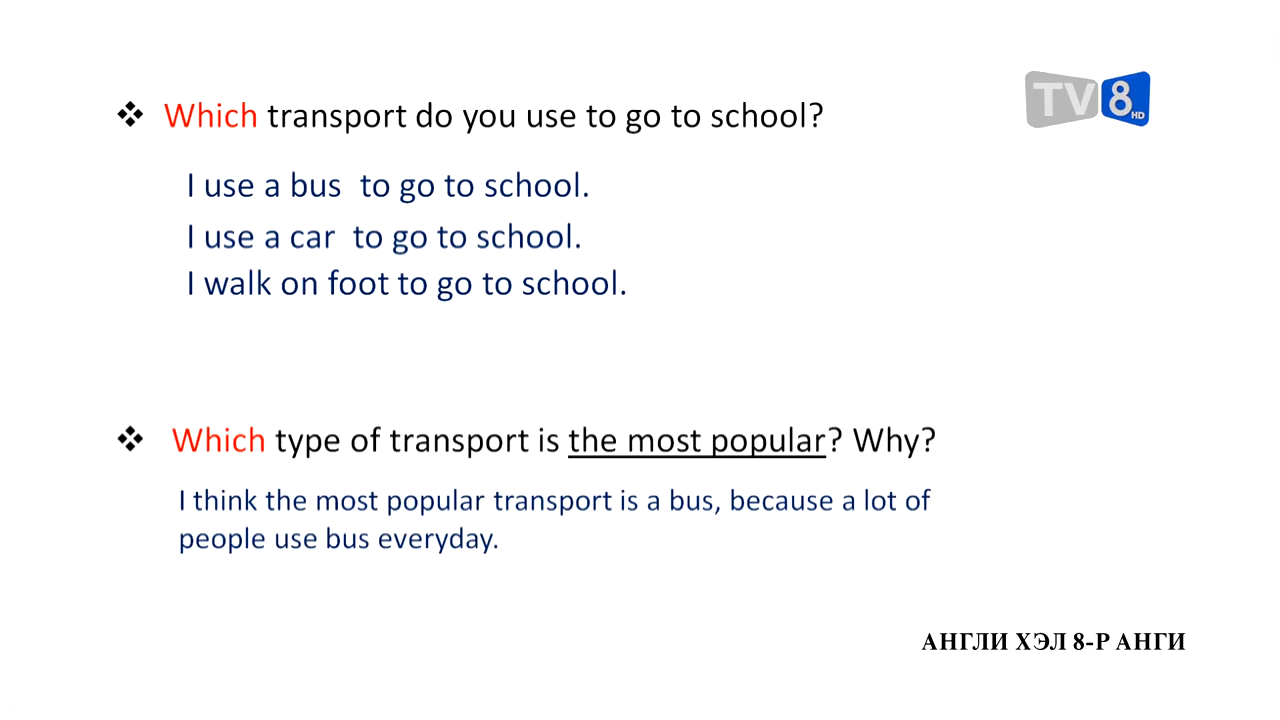 TV8 HD
❖ Which transport do you use to go to school?
I use a bus to go to school.
I use a car to go to school.
I walk on foot to go to school.
❖ Which type of transport is the most popular? Why?
I think the most popular transport is a bus, because a lot of
people use bus everyday.
АНГЛИ ХЭЛ 8-Р АНГИ